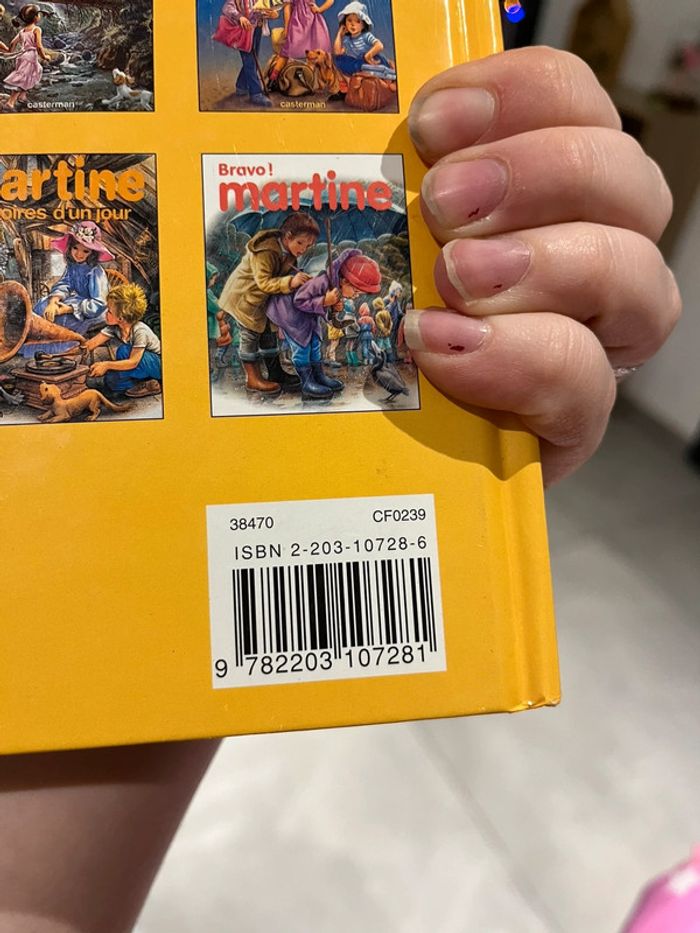 casterman
casterman
artine
oires d'un jour
Bravo!
martine
38470 CF0239
ISBN 2-203-10728-6
9 782203 107281